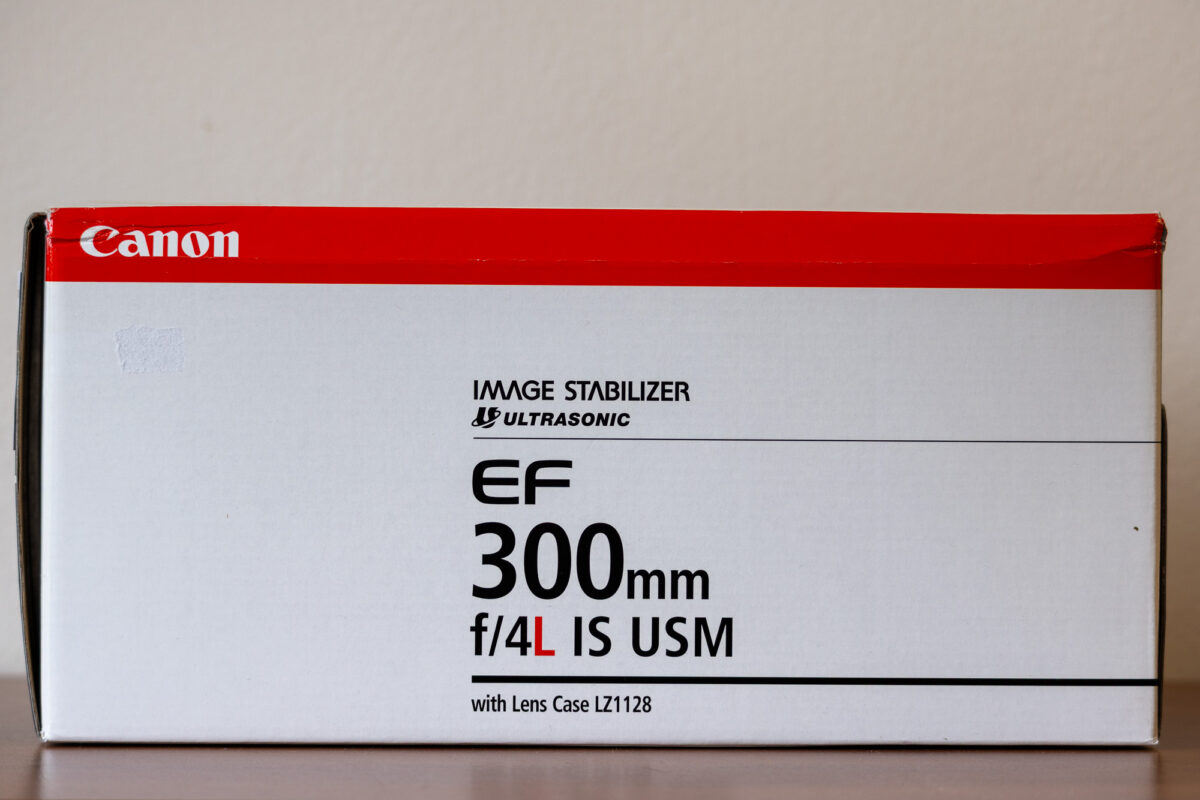 Canon
IMAGE STABILIZER
ULTRASONIC
EF
300mm
f/4L IS USM
with Lens Case LZ1128